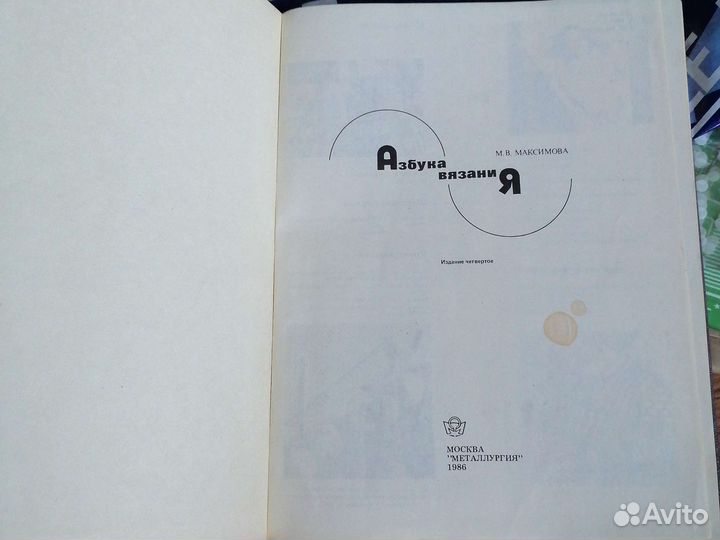 М.В. МАКСИМОВА
Азбука
вязаниЯ
Издание четвертое
МОСКВА
"МЕТАЛЛУРГИЯ"
1986
Avito